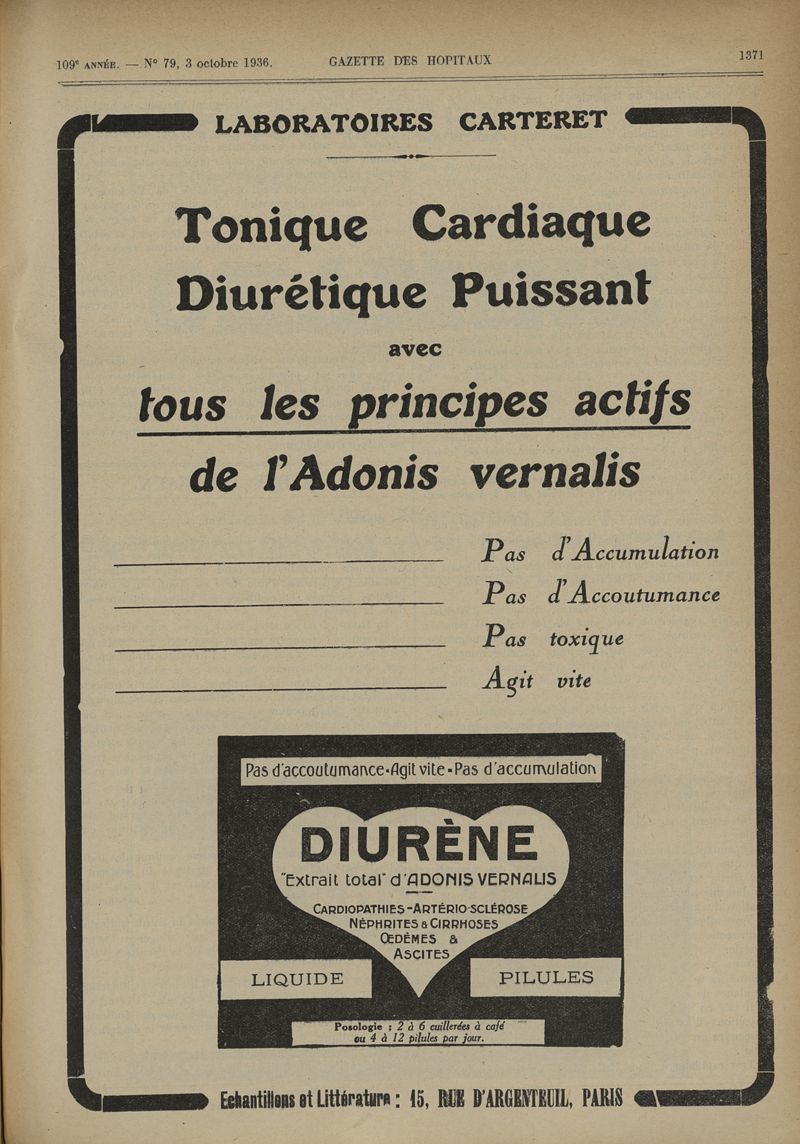 109e ANNÉE. — N° 79, 3 octobre 1936. GAZETTE DES HOPITAUX 1371
LABORATOIRES CARTERET
Tonique Cardiaque
Diurétique Puissant
avec
tous les principes actifs
de l'Adonis vernalis
Pas d'Accumulation
Pas d'Accoutumance
Pas toxique
Agit vite
Pas d'accoutumance-Agit vite-Pas d'accumulation
DIURÈNE
"Extrait total" d'ADONIS VERNALIS
CARDIOPATHIES-ARTÉRIO-SCLÉROSE
NÉPHRITES & CIRRHOSES
ŒDÈMES &
ASCITES
LIQUIDE PILULES
Posologie : 2 à 6 cuillerées à café
ou 4 à 12 pilules par jour.
Echantillons et Littérature : 15, RUE D'ARGENTEUIL, PARIS